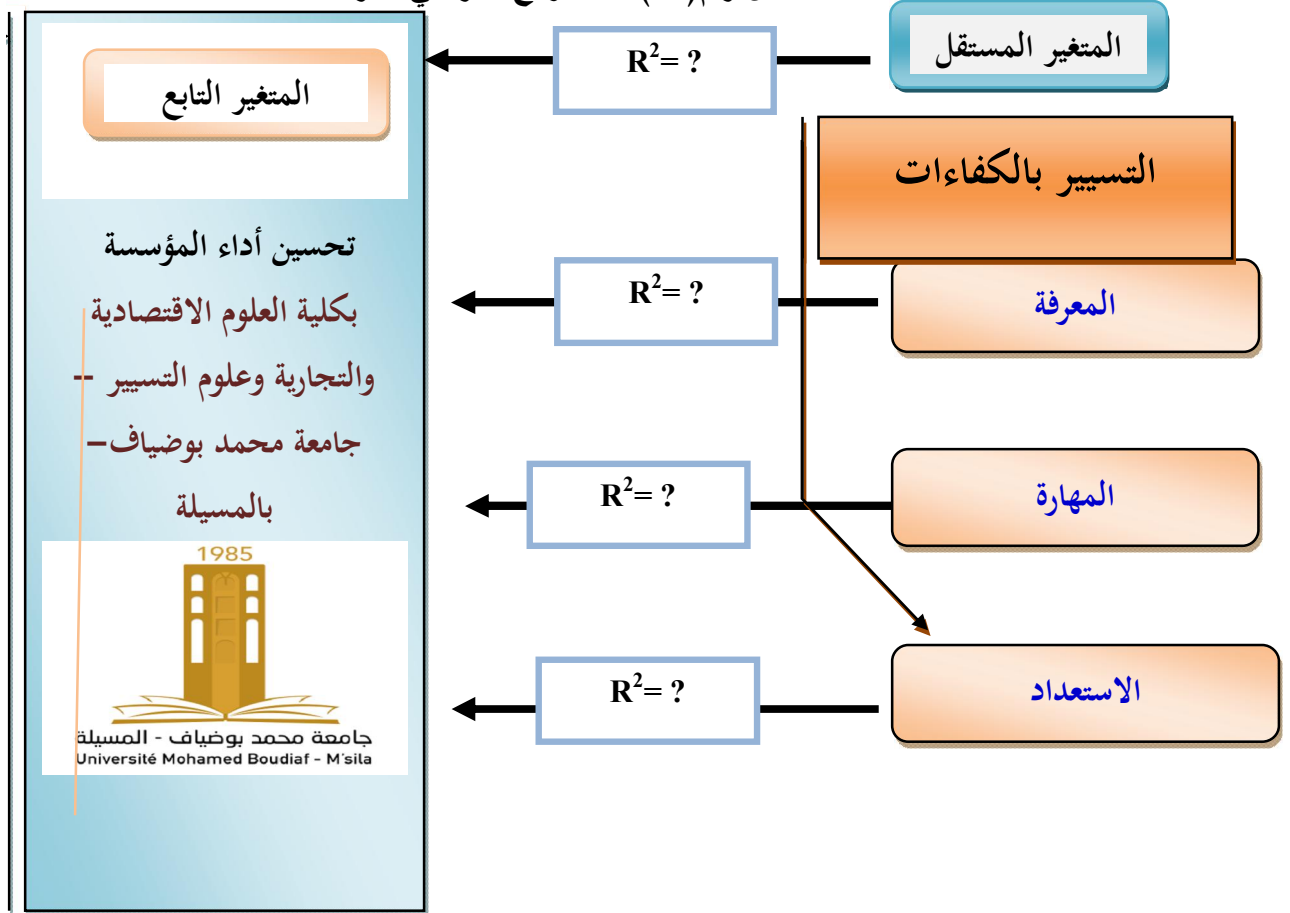 المتغير المستقل
R²= ?
المتغير التابع
التسيير بالكفاءات
تحسين أداء المؤسسة
بكلية العلوم الاقتصادية
والتجارية وعلوم التسيير –
جامعة محمد بوضياف–
بالمسيلة
المعرفة
R²= ?
المهارة
R²= ?
الاستعداد
R²= ?
1985
جامعة محمد بوضياف - المسيلة
Université Mohamed Boudiaf - M'sila